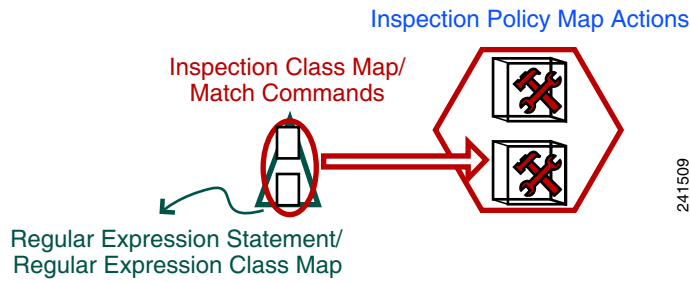 Inspection Policy Map Actions
Inspection Class Map/
Match Commands
241509
Regular Expression Statement/
Regular Expression Class Map